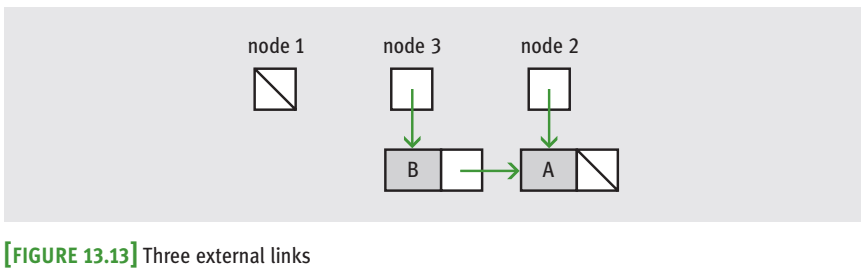 node 1 node 3 node 2
B A
[FIGURE 13.13] Three external links